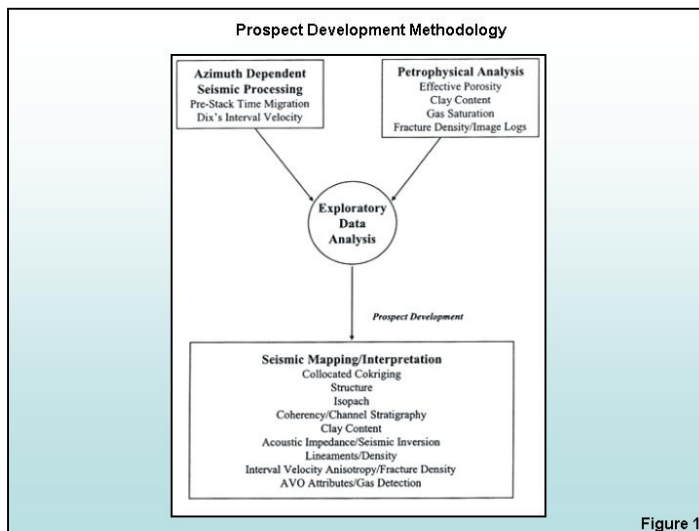 Prospect Development Methodology
Azimuth Dependent
Seismic Processing
Pre-Stack Time Migration
Dix's Interval Velocity
Petrophysical Analysis
Effective Porosity
Clay Content
Gas Saturation
Fracture Density/Image Logs
Exploratory
Data
Analysis
Prospect Development
Seismic Mapping/Interpretation
Collocated Cokriging
Structure
Isopach
Coherency/Channel Stratigraphy
Clay Content
Acoustic Impedance/Seismic Inversion
Lineaments/Density
Interval Velocity Anisotropy/Fracture Density
AVO Attributes/Gas Detection
Figure 1